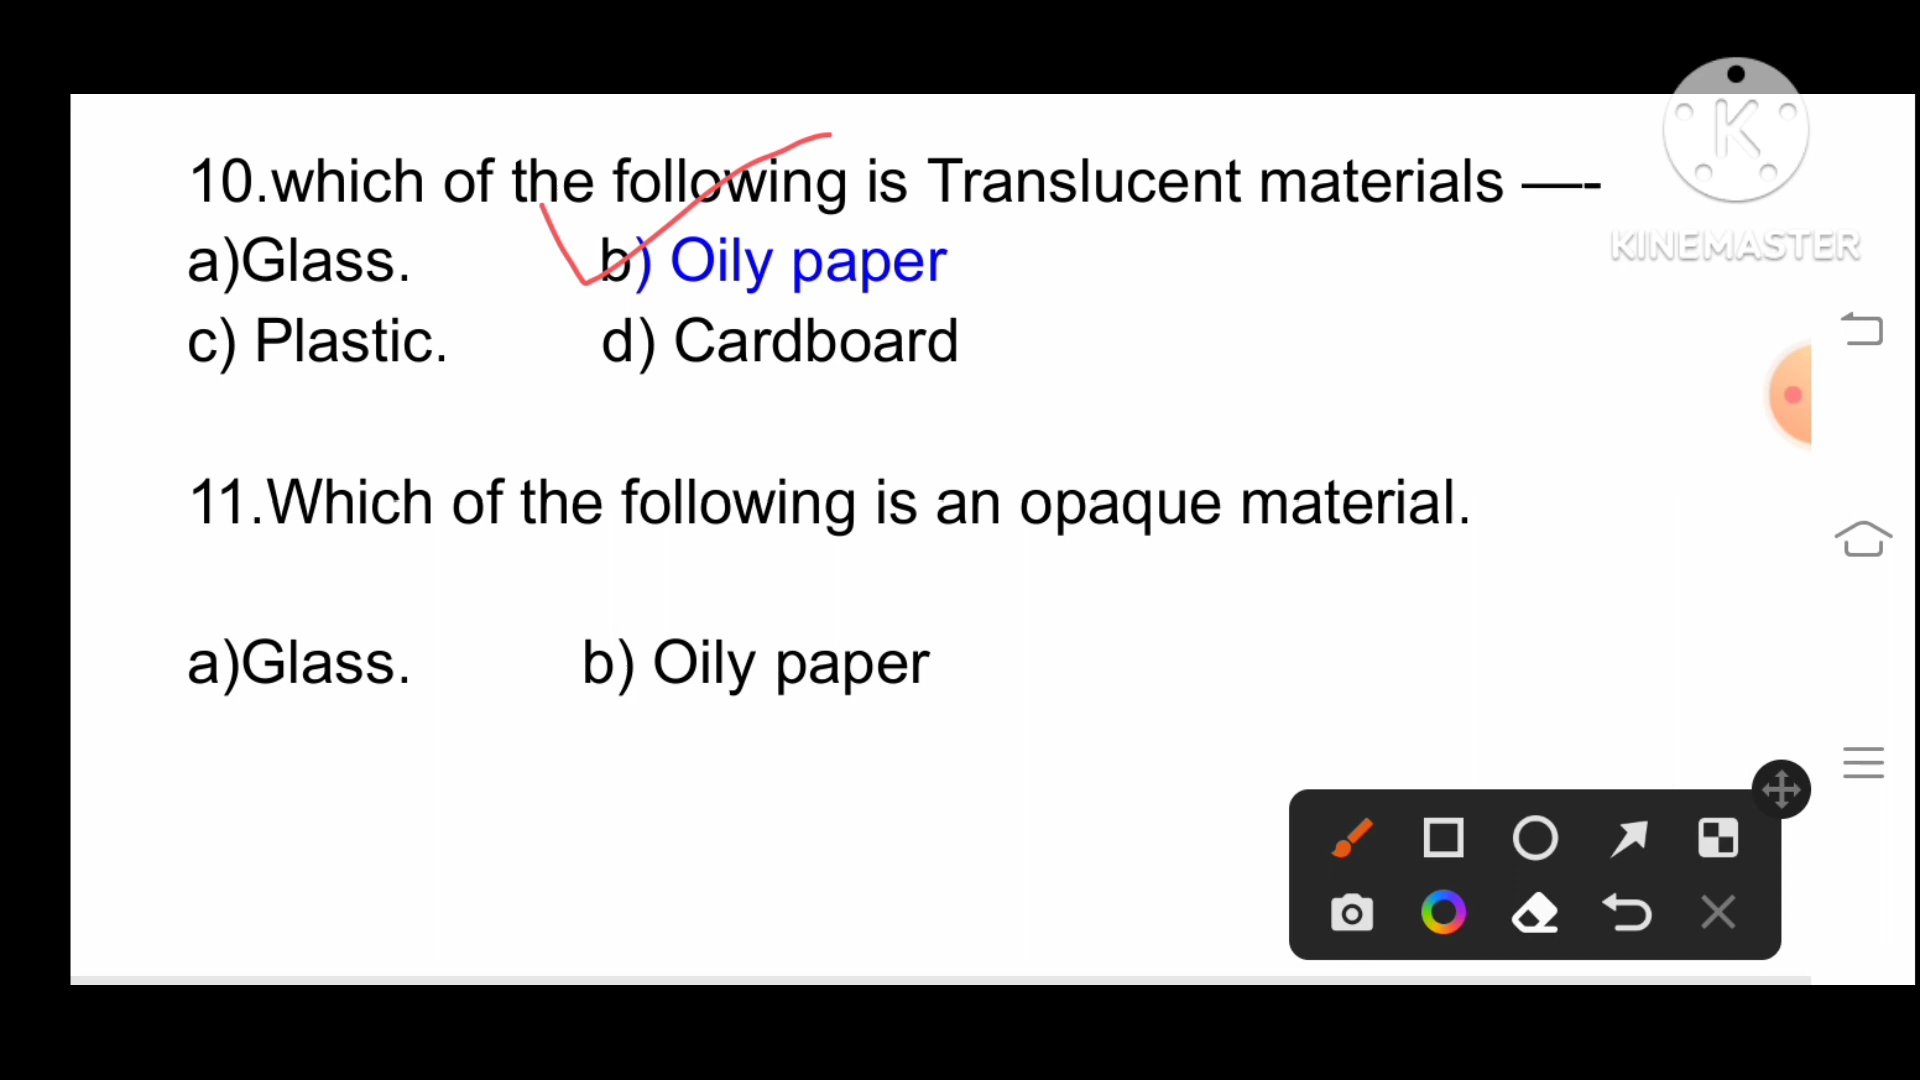 10.which of the following is Translucent materials —-
a)Glass. b) Oily paper
c) Plastic. d) Cardboard
11.Which of the following is an opaque material.
a)Glass. b) Oily paper
K
KINEMASTER